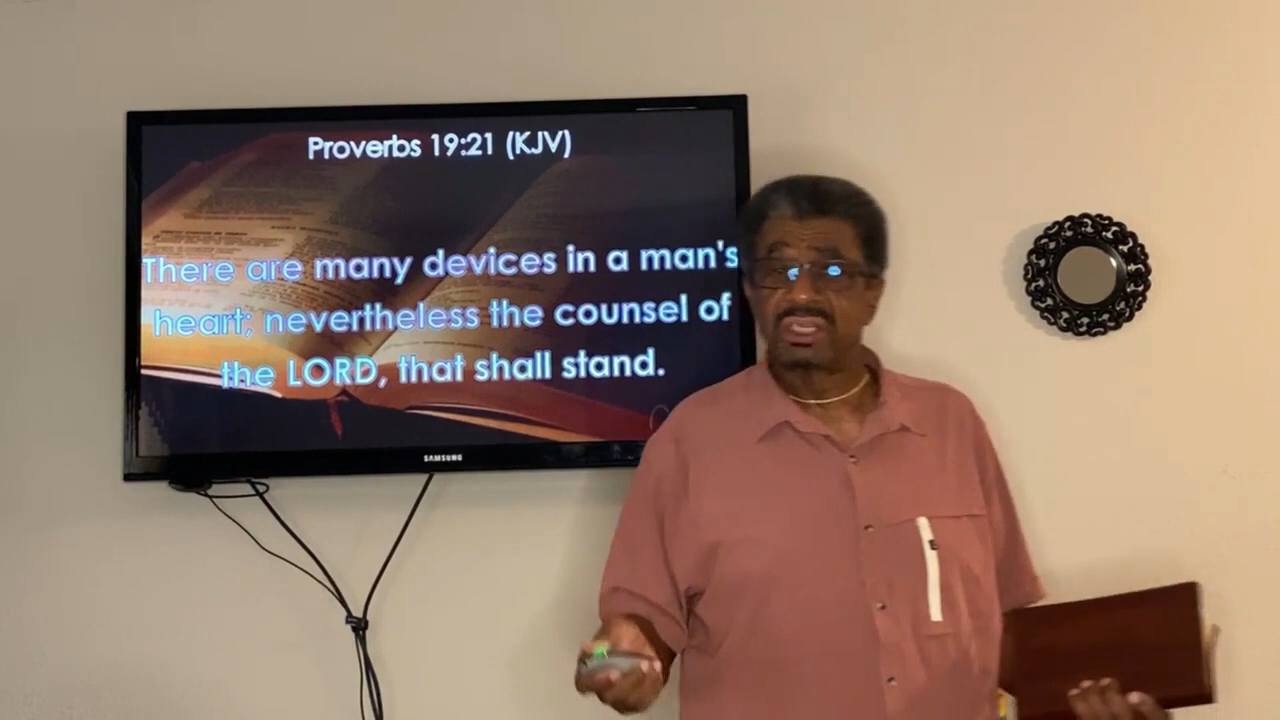 Proverbs 19:21 (KJV)
There are many devices in a man's
heart; nevertheless the counsel of
the LORD, that shall stand.
SAMSUNG